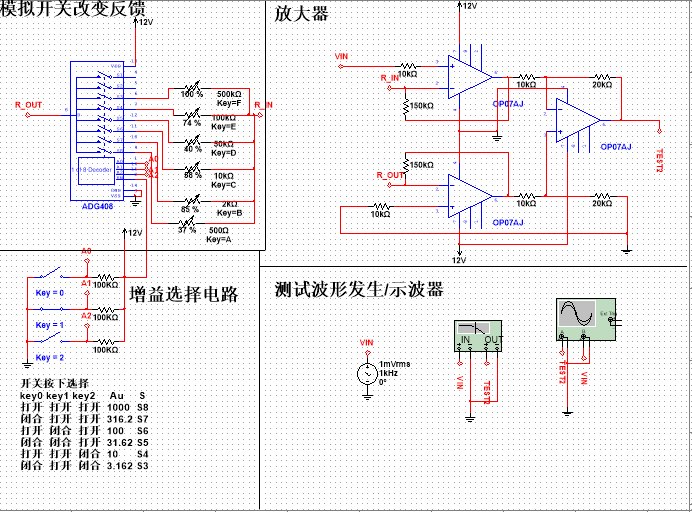 模拟开关改变反馈
12V
R_OUT
1 of 8 Decoder
ADG408
A0
A1
A2
100 %
500kΩ
Key=F
74 %
100kΩ
Key=E
40 %
50kΩ
Key=D
10kΩ
Key=C
85 %
2kΩ
Key=B
37 %
500Ω
Key=A
R_IN
放大器
12V
VIN
10kΩ
R_IN
150kΩ
OP07AJ
10kΩ
20kΩ
OP07AJ
TEST2
150kΩ
R_OUT
10kΩ
OP07AJ
10kΩ
20kΩ
12V
12V
A0
100KΩ
Key = 0
A1
100KΩ
Key = 1
A2
100KΩ
Key = 2
增益选择电路
开关按下选择
key0 key1 key2 Au S
打开 打开 打开 1000 S8
闭合 打开 打开 316.2 S7
打开 闭合 打开 100 S6
闭合 闭合 打开 31.62 S5
打开 打开 闭合 10 S4
闭合 打开 闭合 3.162 S3
测试波形发生/示波器
VIN
1mVrms
1kHz
0°
IN OUT
VIN
TEST2
A B
TEST2
VIN